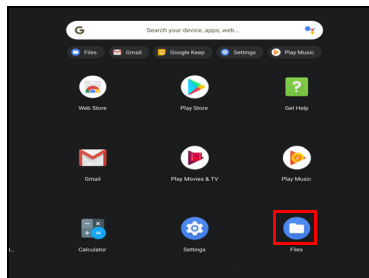 Search your device, apps, web...
Files Gmail Google Keep Settings Play Music
Web Store Play Store Get Help
Gmail Play Movies & TV Play Music
Calculator Settings Files